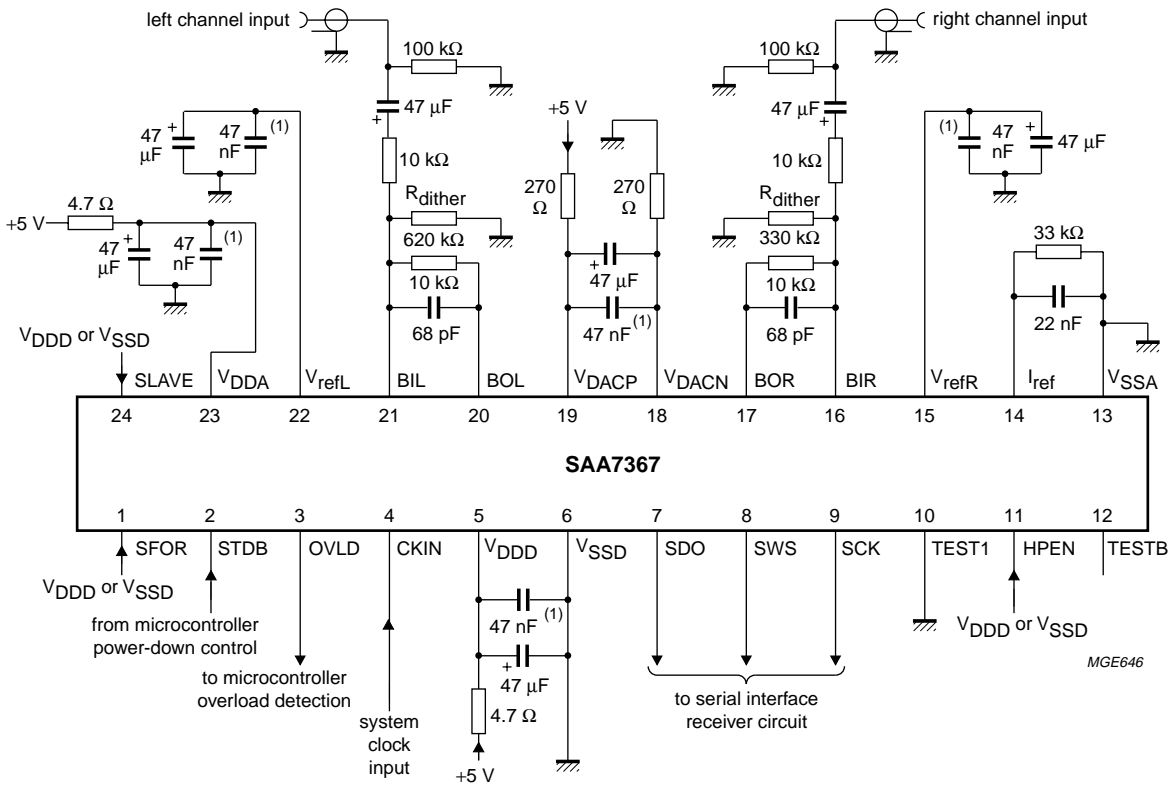 left channel input
right channel input
100 kΩ
100 kΩ
47 μF
+
+5 V
47 μF
+
47
μF
+
47
nF
(1)
(1)
47
nF
+
47 μF
10 kΩ
10 kΩ
4.7 Ω
+5 V
Rdither
620 kΩ
270
Ω
270
Ω
Rdither
330 kΩ
33 kΩ
47
μF
+
47
nF
(1)
10 kΩ
+
47 μF
10 kΩ
22 nF
68 pF
47 nF(1)
68 pF
VDDD or VSSD
SLAVE
VDDA
VrefL
BIL
BOL
VDACP
VDACN
BOR
BIR
VrefR
Iref
VSSA
24
23
22
21
20
19
18
17
16
15
14
13
SAA7367
1
2
3
4
5
6
7
8
9
10
11
12
SFOR
STDB
OVLD
CKIN
VDDD
VSSD
SDO
SWS
SCK
TEST1
HPEN
TESTB
VDDD or VSSD
from microcontroller
power-down control
to microcontroller
overload detection
system
clock
input
47 nF
(1)
+
47 μF
4.7 Ω
+5 V
to serial interface
receiver circuit
VDDD or VSSD
MGE646